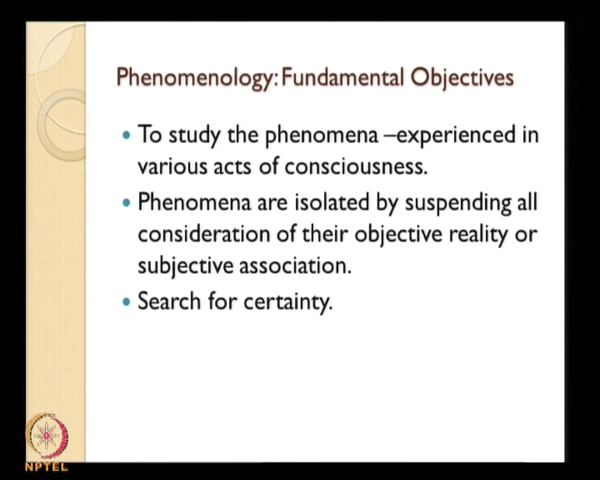 Phenomenology: Fundamental Objectives
• To study the phenomena –experienced in
various acts of consciousness.
• Phenomena are isolated by suspending all
consideration of their objective reality or
subjective association.
• Search for certainty.
NPTEL